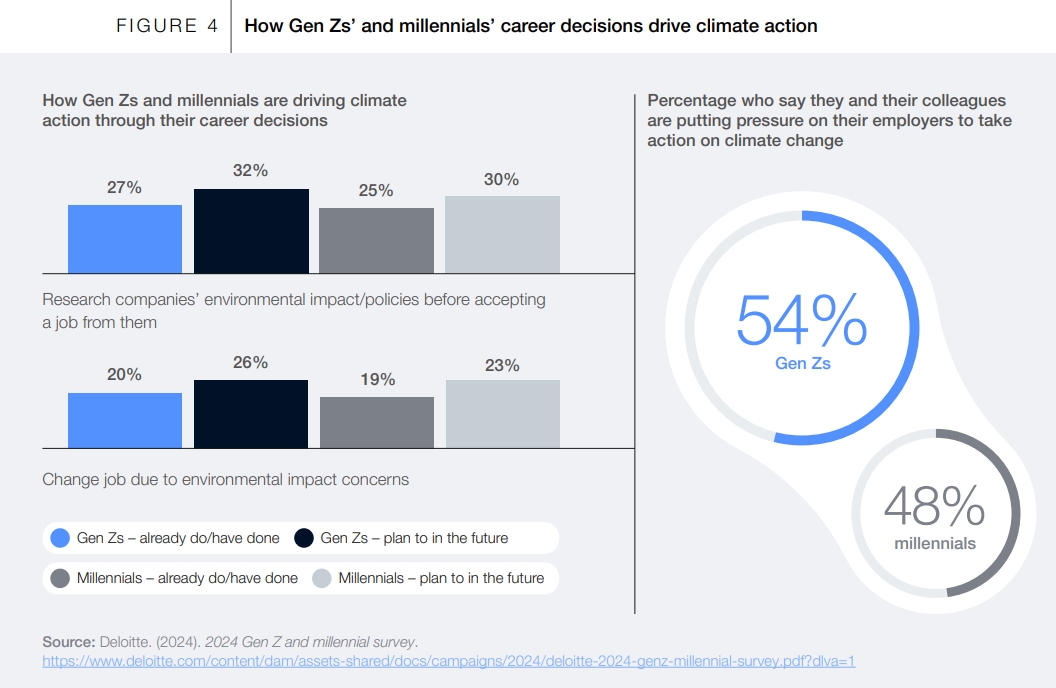 FIGURE 4
How Gen Zs' and millennials' career decisions drive climate action
How Gen Zs and millennials are driving climate
action through their career decisions
27%
32%
25%
30%
Research companies' environmental impact/policies before accepting
a job from them
20%
26%
19%
23%
Change job due to environmental impact concerns
Gen Zs – already do/have done
Gen Zs – plan to in the future
Millennials – already do/have done
Millennials – plan to in the future
Percentage who say they and their colleagues
are putting pressure on their employers to take
action on climate change
54%
Gen Zs
48%
millennials
Source: Deloitte. (2024). 2024 Gen Z and millennial survey.
https://www.deloitte.com/content/dam/assets-shared/docs/campaigns/2024/deloitte-2024-genz-millennial-survey.pdf?dlva=1